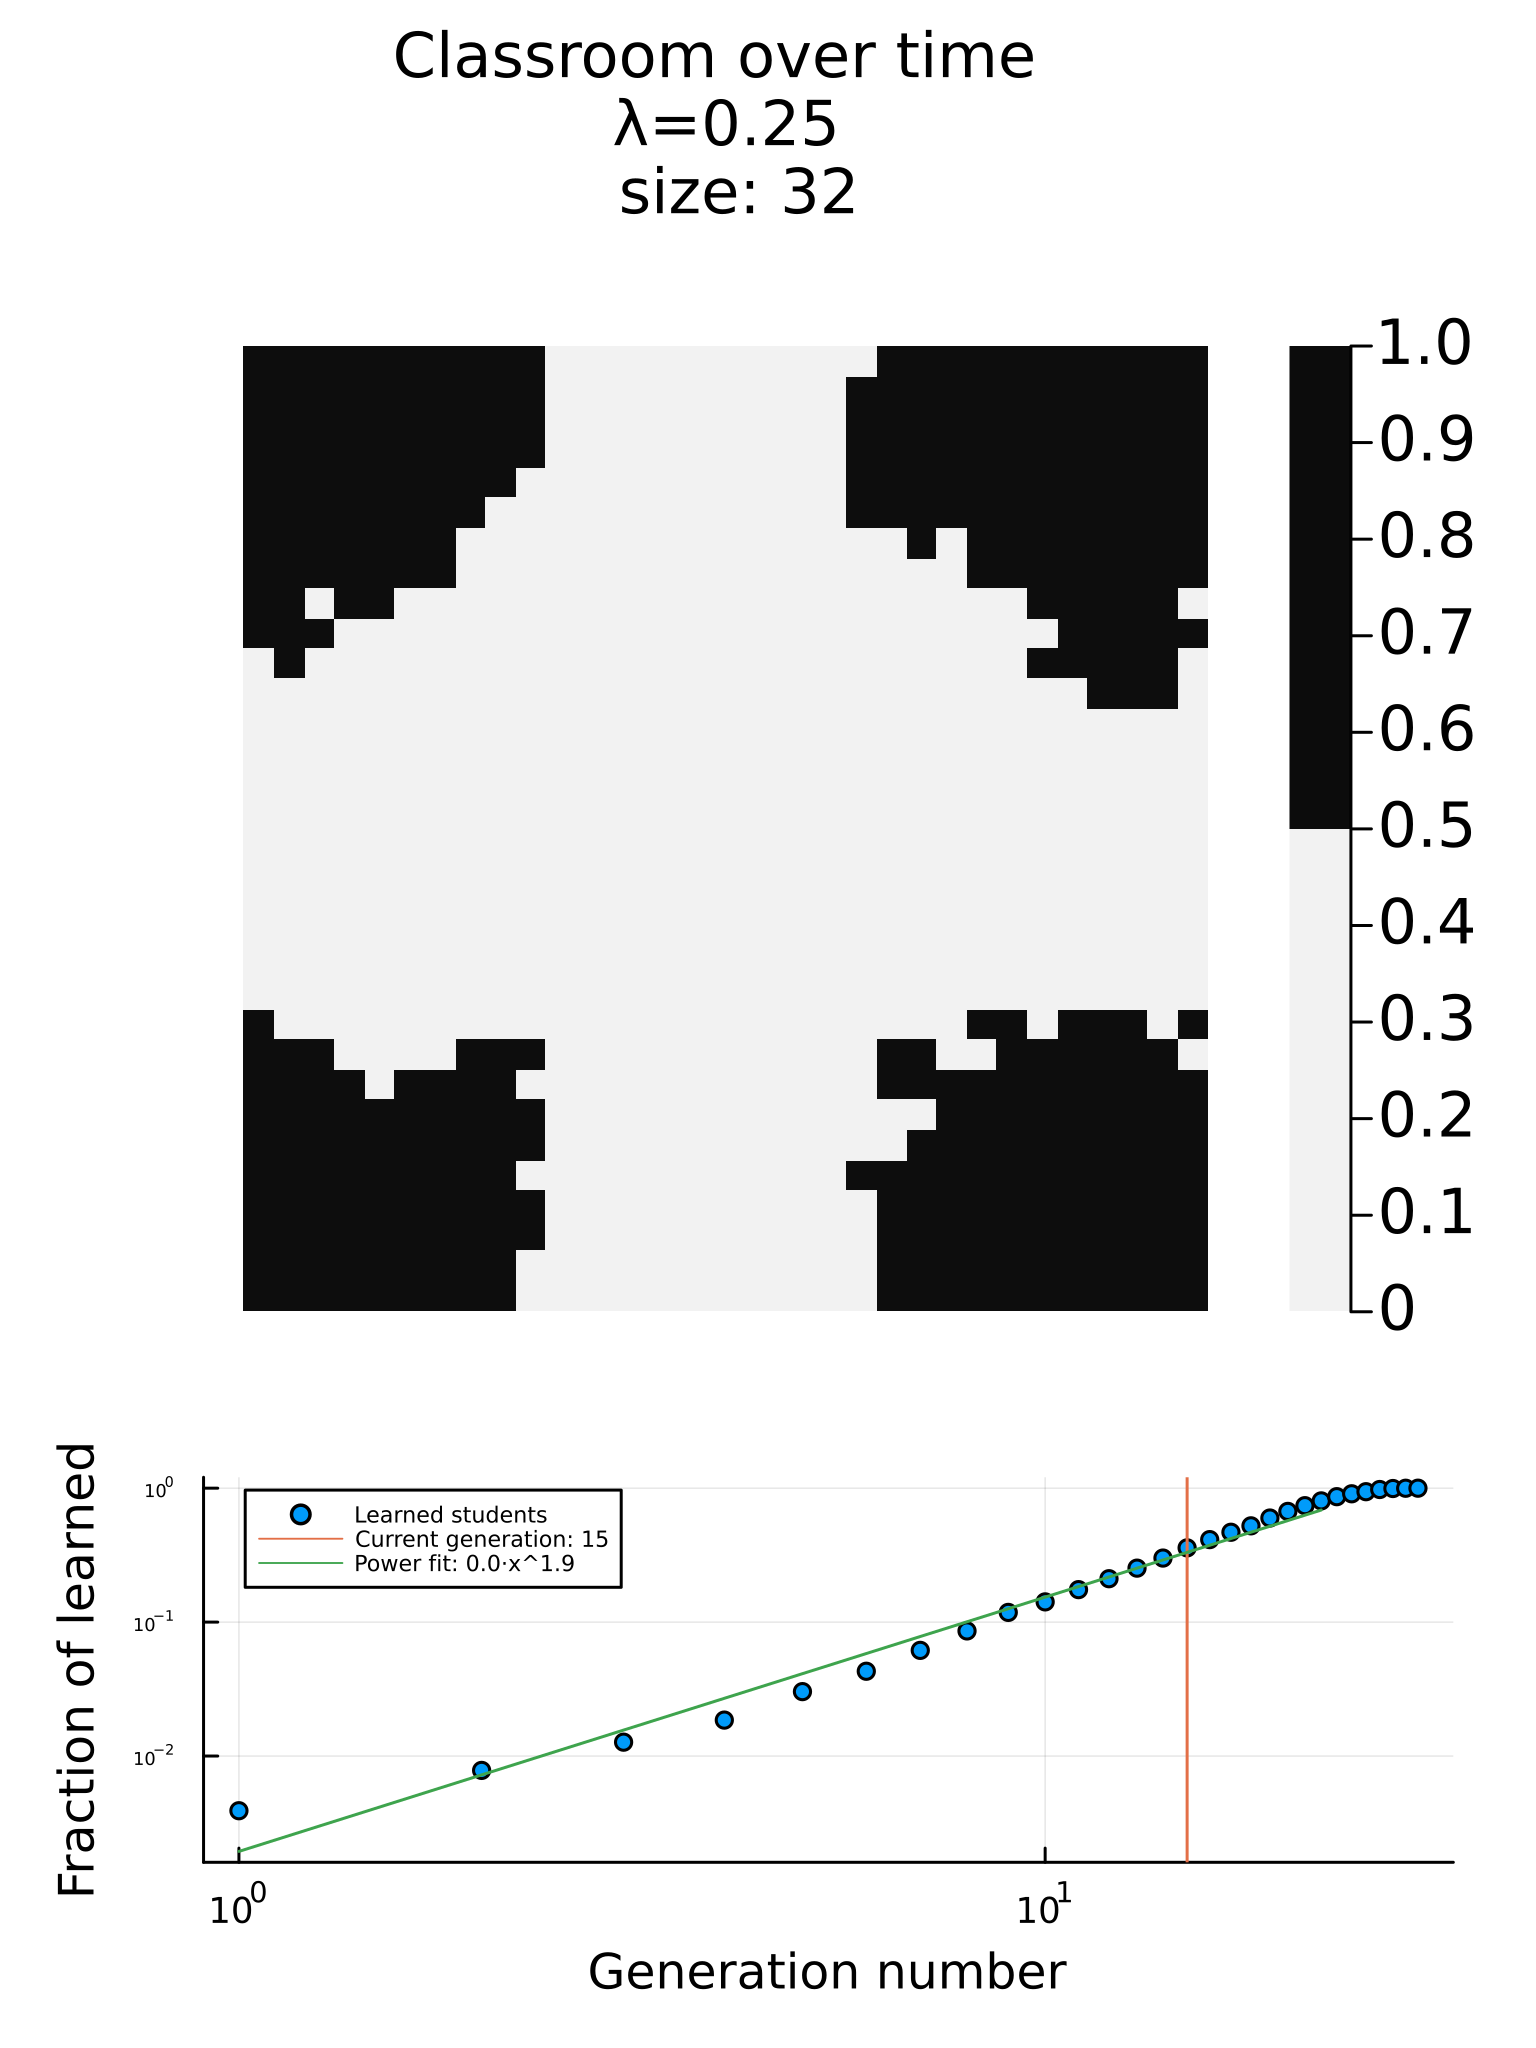 Classroom over time
λ=0.25
size: 32
1.0
0.9
0.8
0.7
0.6
0.5
0.4
0.3
0.2
0.1
0
Fraction of learned
10^0
10^-1
10^-2
Learned students
Current generation: 15
Power fit: 0.0·x^1.9
10^0
10^1
Generation number